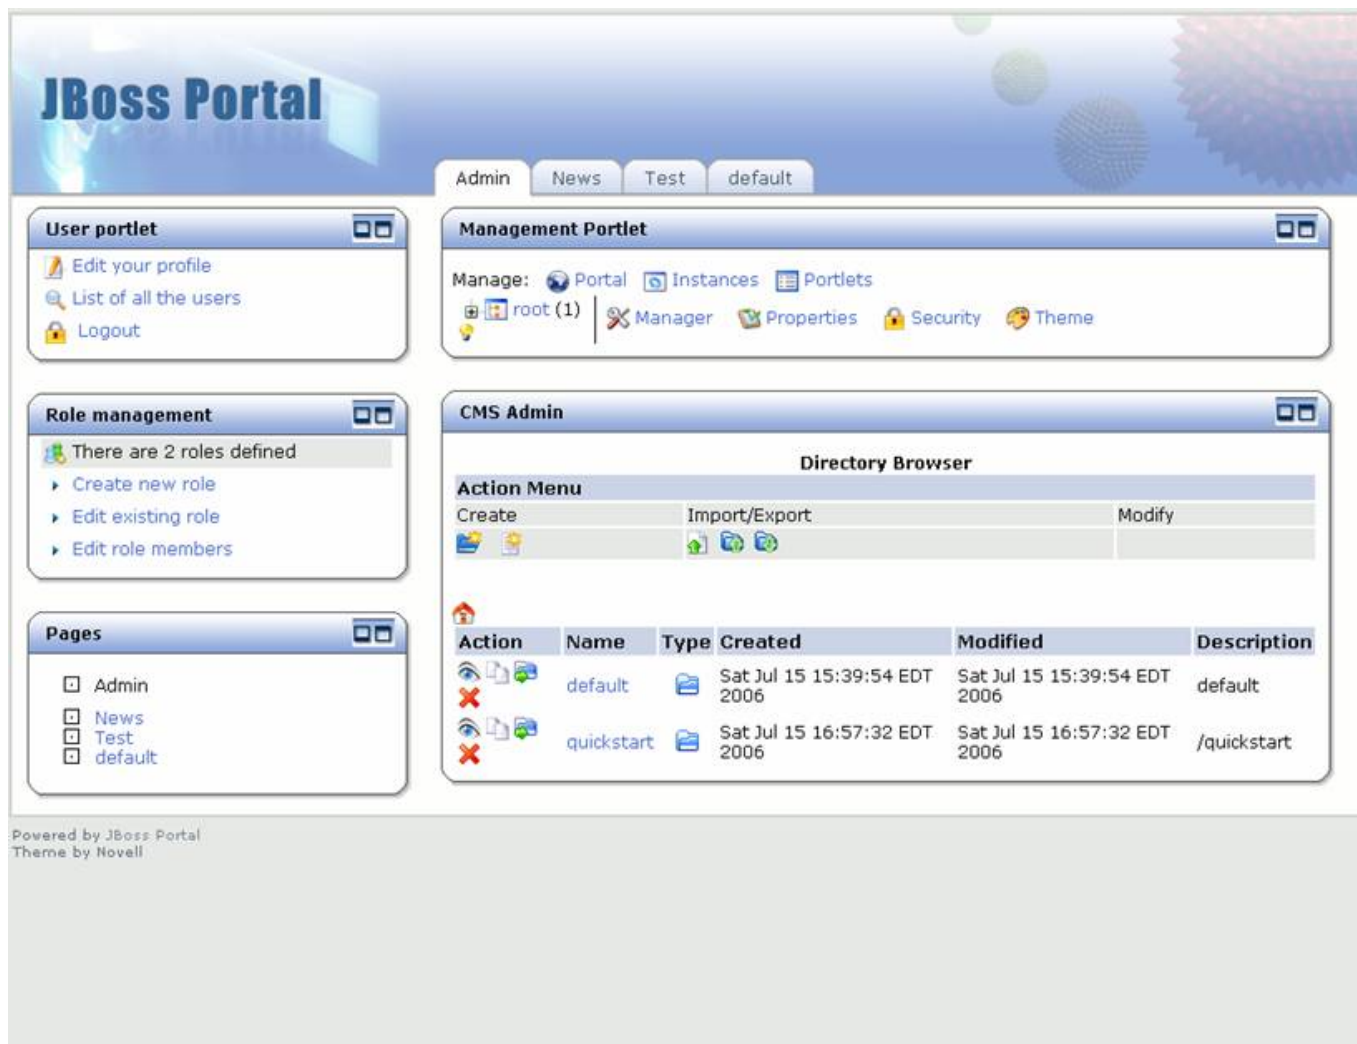 JBoss Portal
Admin News Test default
User portlet
Edit your profile
List of all the users
Logout
Management Portlet
Manage: Portal Instances Portlets
root (1) Manager Properties Security Theme
Role management
There are 2 roles defined
Create new role
Edit existing role
Edit role members
CMS Admin
Directory Browser
Action Menu
Create Import/Export Modify
Action Name Type Created Modified Description
default Sat Jul 15 15:39:54 EDT Sat Jul 15 15:39:54 EDT default
2006 2006
quickstart Sat Jul 15 16:57:32 EDT Sat Jul 15 16:57:32 EDT /quickstart
2006 2006
Pages
Admin
News
Test
default
Powered by JBoss Portal
Theme by Novell